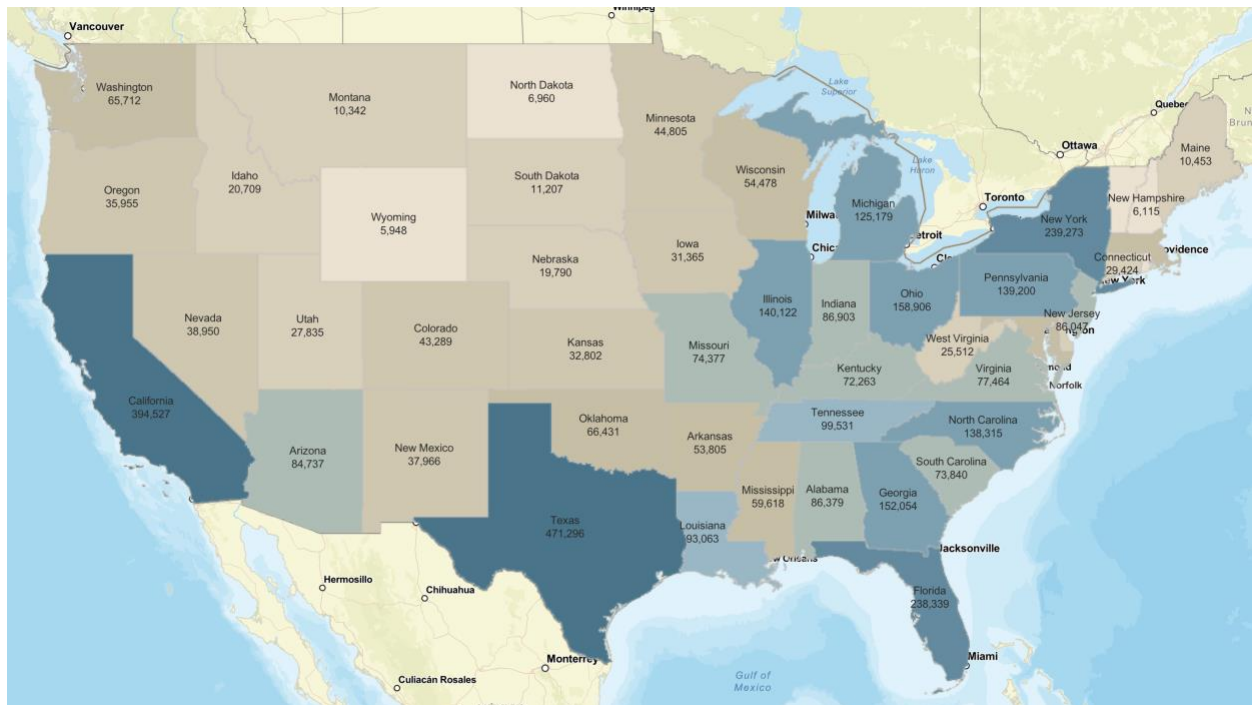 Winnipeg
Vancouver
Washington
65,712
Montana
10,342
North Dakota
6,960
Minnesota
44,805
Lake
Superior
Quebec
Maine
10,453
Ottawa
Oregon
35,955
Idaho
20,709
Wyoming
5,948
South Dakota
11,207
Wisconsin
54,478
Lake
Huron
Michigan
125,179
Toronto
New Hampshire
6,115
New York
239,273
Milwa
etroit
Chic
Cl
Iowa
31,365
Nebraska
19,790
Connecticut
29,424
ovidence
ew York
Pennsylvania
139,200
Nevada
38,950
Utah
27,835
Colorado
43,289
Kansas
32,802
Illinois
140,122
Indiana
86,903
Ohio
158,906
New Jersey
86,047
ngton
Missouri
74,377
West Virginia
25,512
Kentucky
72,263
Virginia
77,464
mond
Norfolk
California
394,527
Arizona
84,737
New Mexico
37,966
Oklahoma
66,431
Arkansas
53,805
Tennessee
99,531
North Carolina
138,315
South Carolina
73,840
Texas
471,296
Mississippi
59,618
Alabama
86,379
Georgia
152,054
Louisiana
93,063
w Orleans
Jacksonville
Florida
238,339
Hermosillo
Chihuahua
Monterrey
Miami
Culiacán Rosales
Gulf of
Mexico